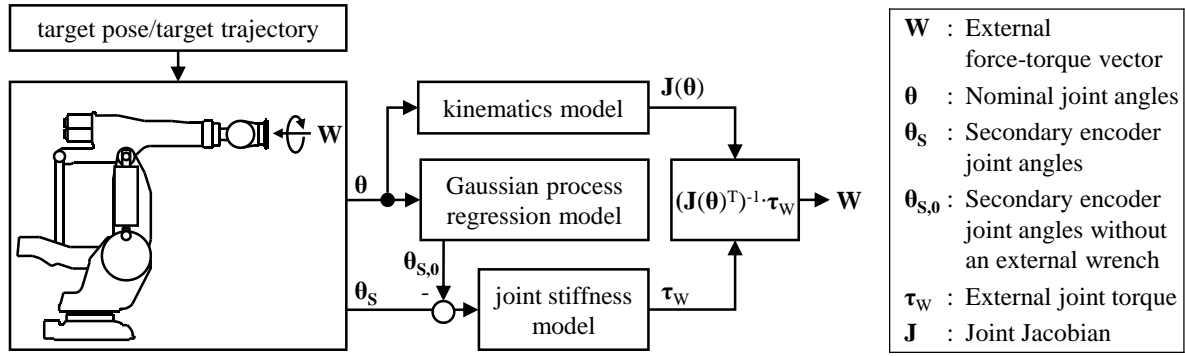 target pose/target trajectory
W
θ
θS
kinematics model
J(θ)
Gaussian process
regression model
θS,0
-
joint stiffness
model
τW
(J(θ)ᵀ)⁻¹·τW
W
W : External
force-torque vector
θ : Nominal joint angles
θS : Secondary encoder
joint angles
θS,0 : Secondary encoder
joint angles without
an external wrench
τW : External joint torque
J : Joint Jacobian